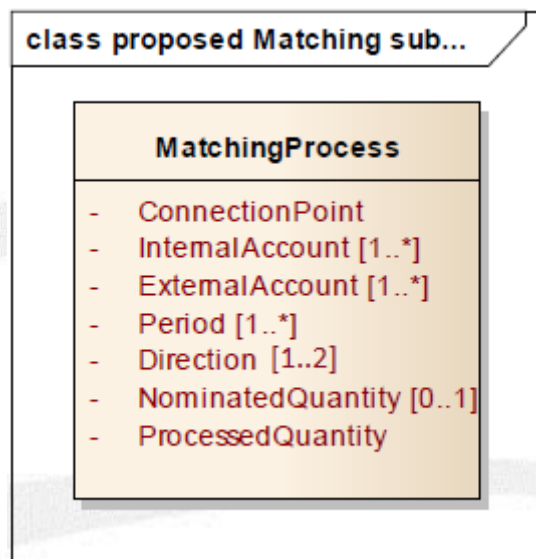 class proposed Matching sub...
MatchingProcess
- ConnectionPoint
- InternalAccount [1..*]
- ExternalAccount [1..*]
- Period [1..*]
- Direction [1..2]
- NominatedQuantity [0..1]
- ProcessedQuantity